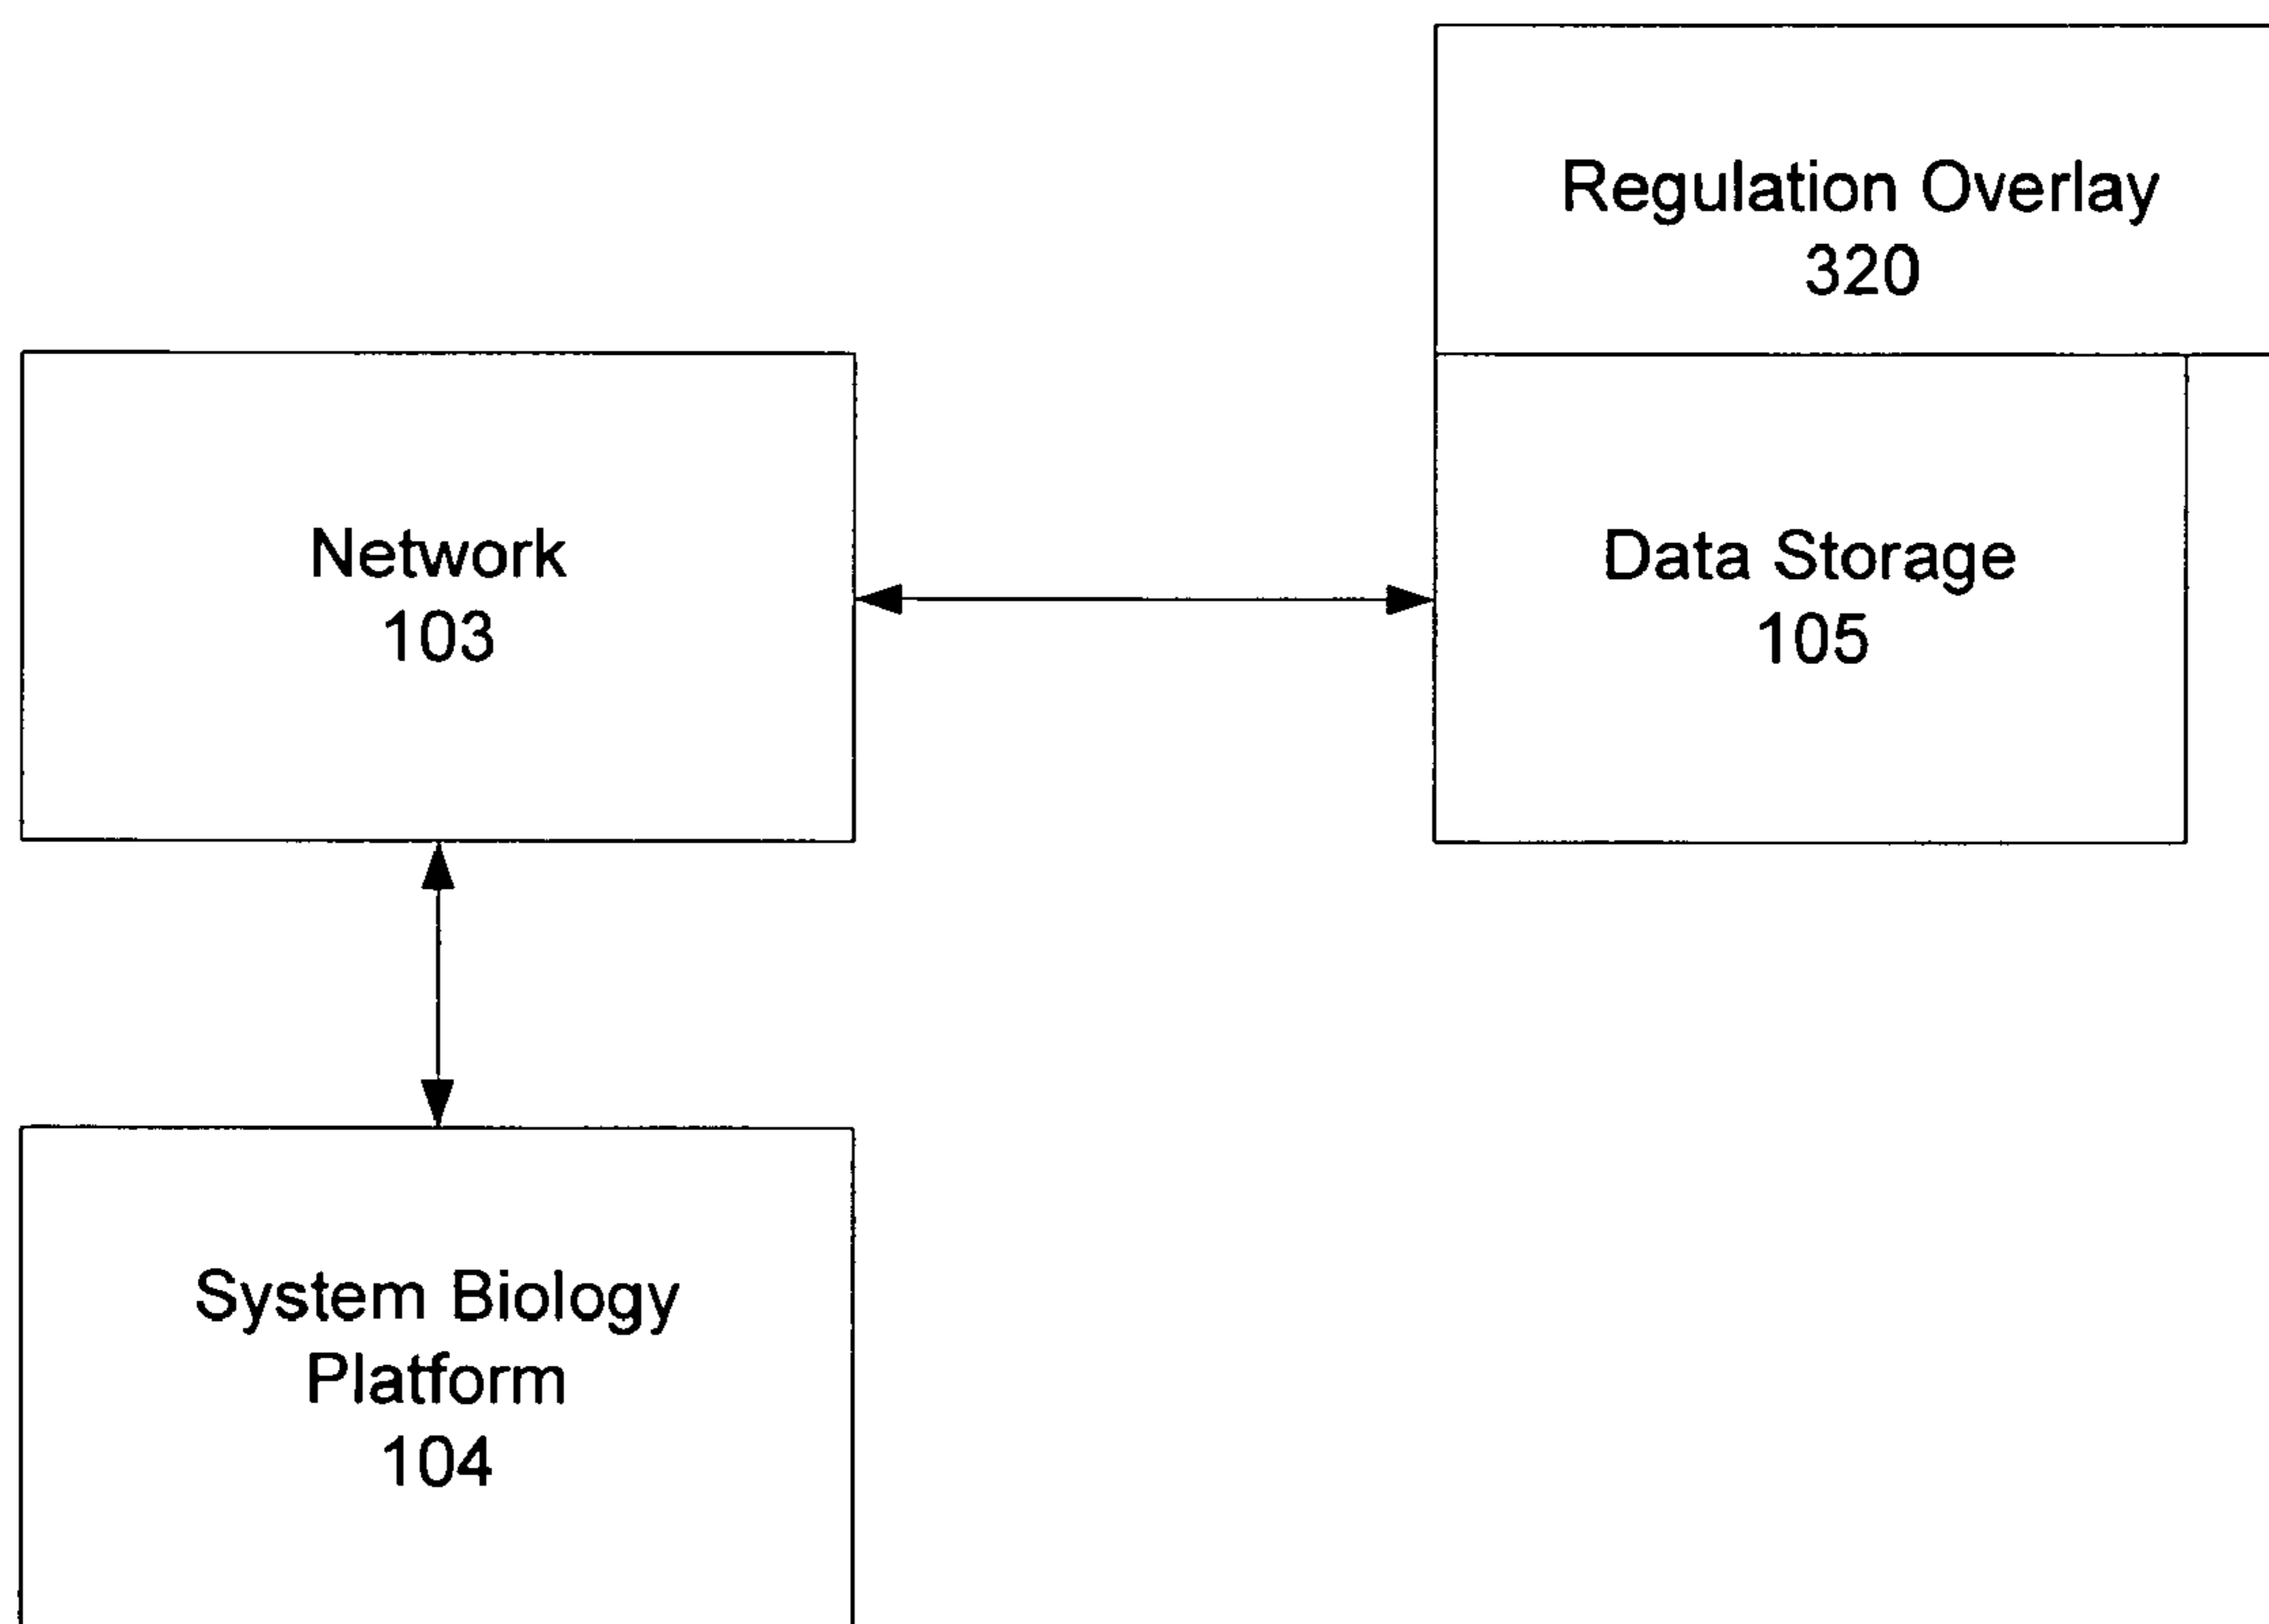 Regulation Overlay
320
Network
103
Data Storage
105
System Biology
Platform
104